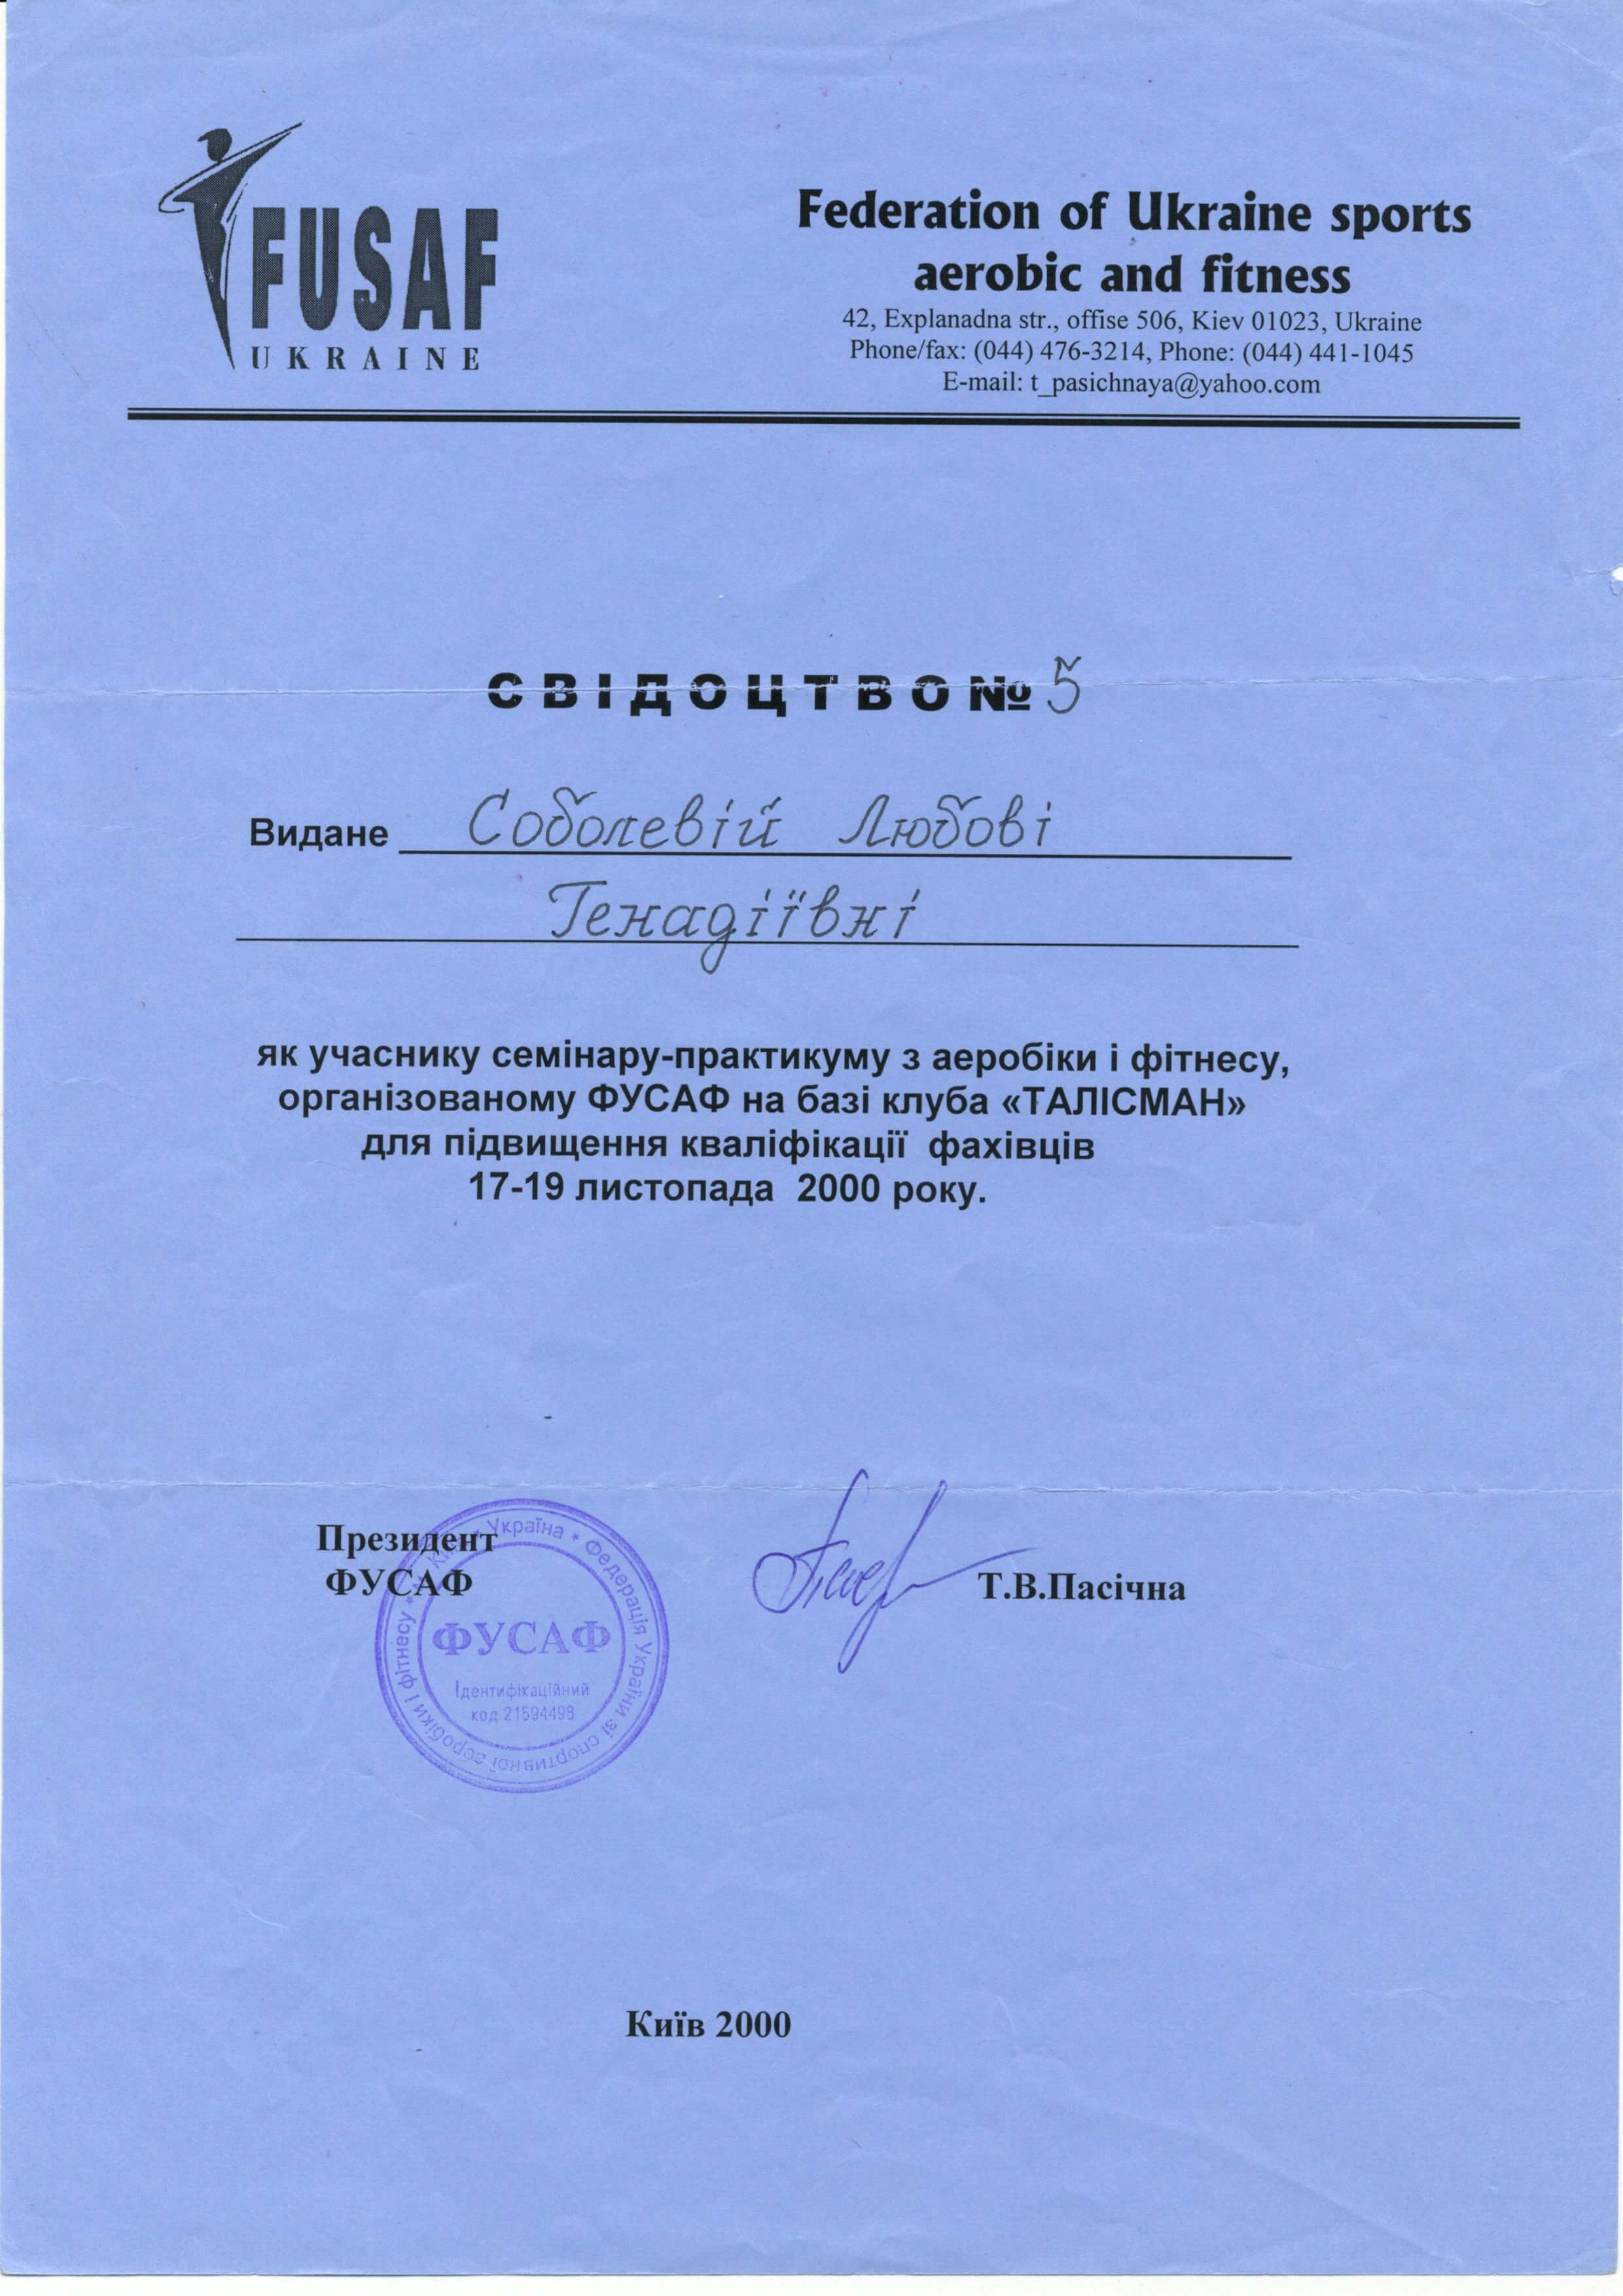 FUSAF
UKRAINE
Federation of Ukraine sports
aerobic and fitness
42, Explanadna str., offise 506, Kiev 01023, Ukraine
Phone/fax: (044) 476-3214, Phone: (044) 441-1045
E-mail: t_pasichnaya@yahoo.com
СВІДОЦТВО № 5
Видане Соболевій Любові
Генадіївні
як учаснику семінару-практикуму з аеробіки і фітнесу,
організованому ФУСАФ на базі клуба «ТАЛІСМАН»
для підвищення кваліфікації фахівців
17-19 листопада 2000 року.
Президент
ФУСАФ
Т.В.Пасічна
Україна * Федерація України зі спортивної аеробіки і фітнесу *
ФУСАФ
Ідентифікаційний
код 21594498
Київ 2000